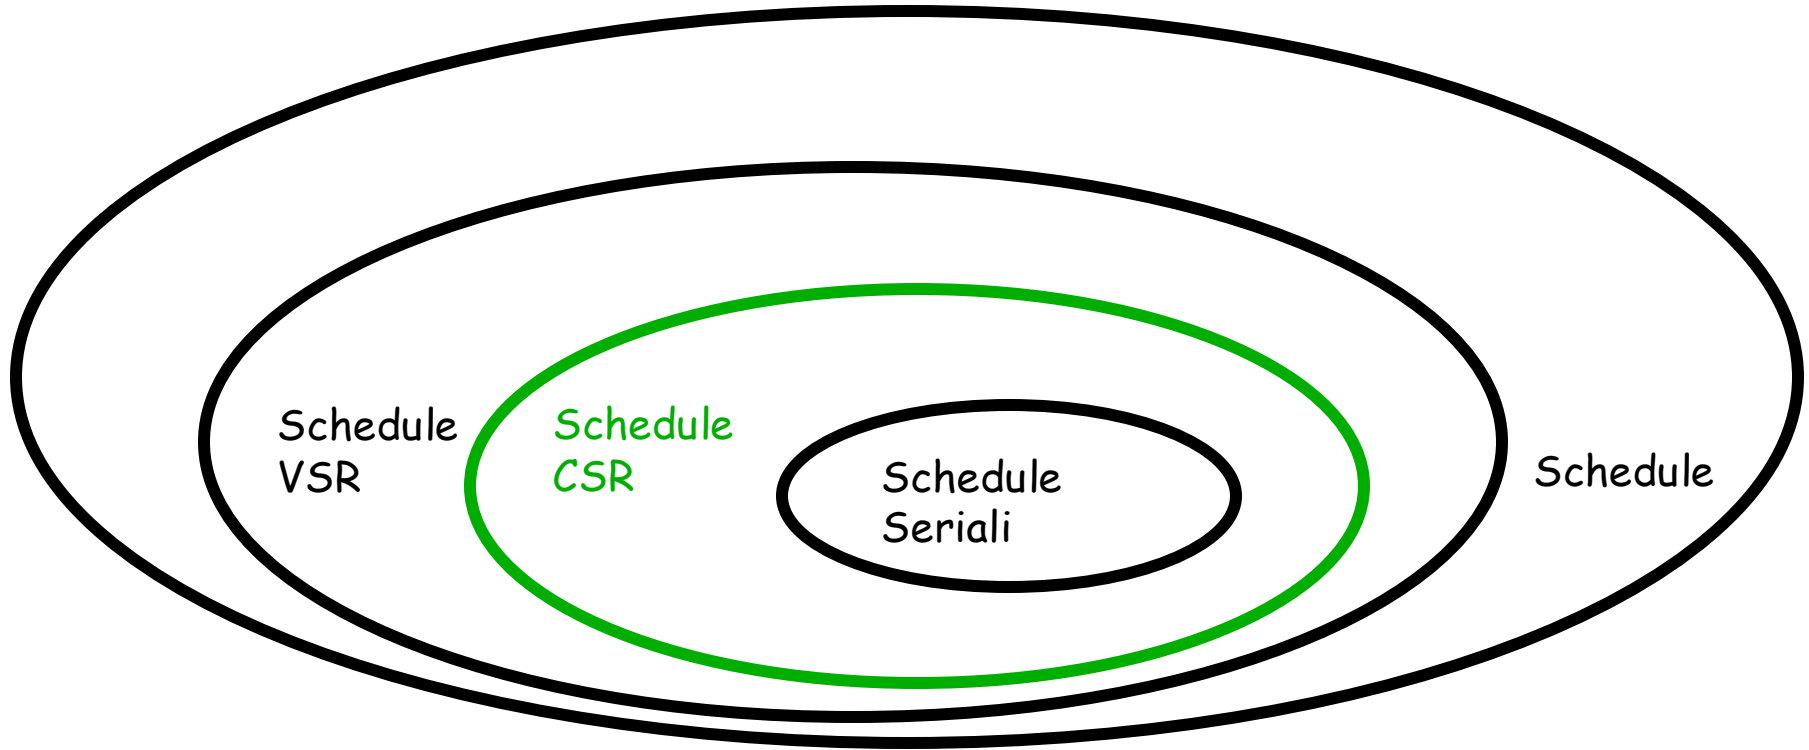 Schedule
VSR
Schedule
CSR
Schedule
Seriali
Schedule